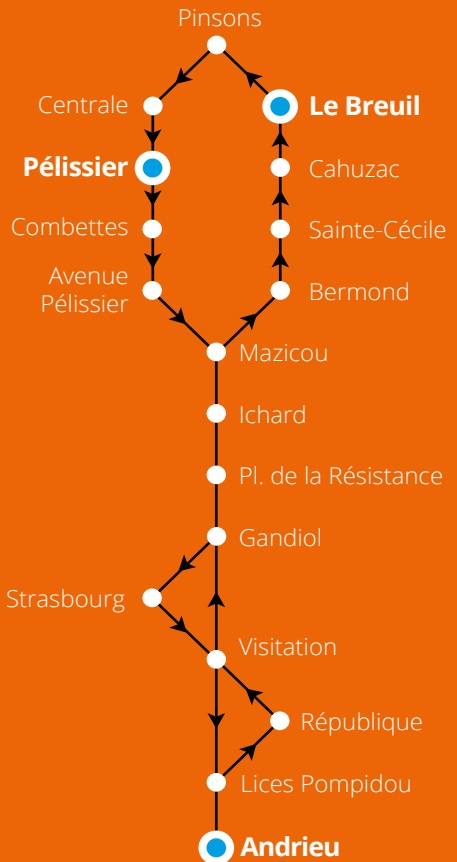 Pinsons
Centrale
Le Breuil
Pélissier
Cahuzac
Combettes
Sainte-Cécile
Avenue
Pélissier
Bermond
Mazicou
Ichard
Pl. de la Résistance
Gandiol
Strasbourg
Visitation
République
Lices Pompidou
Andrieu